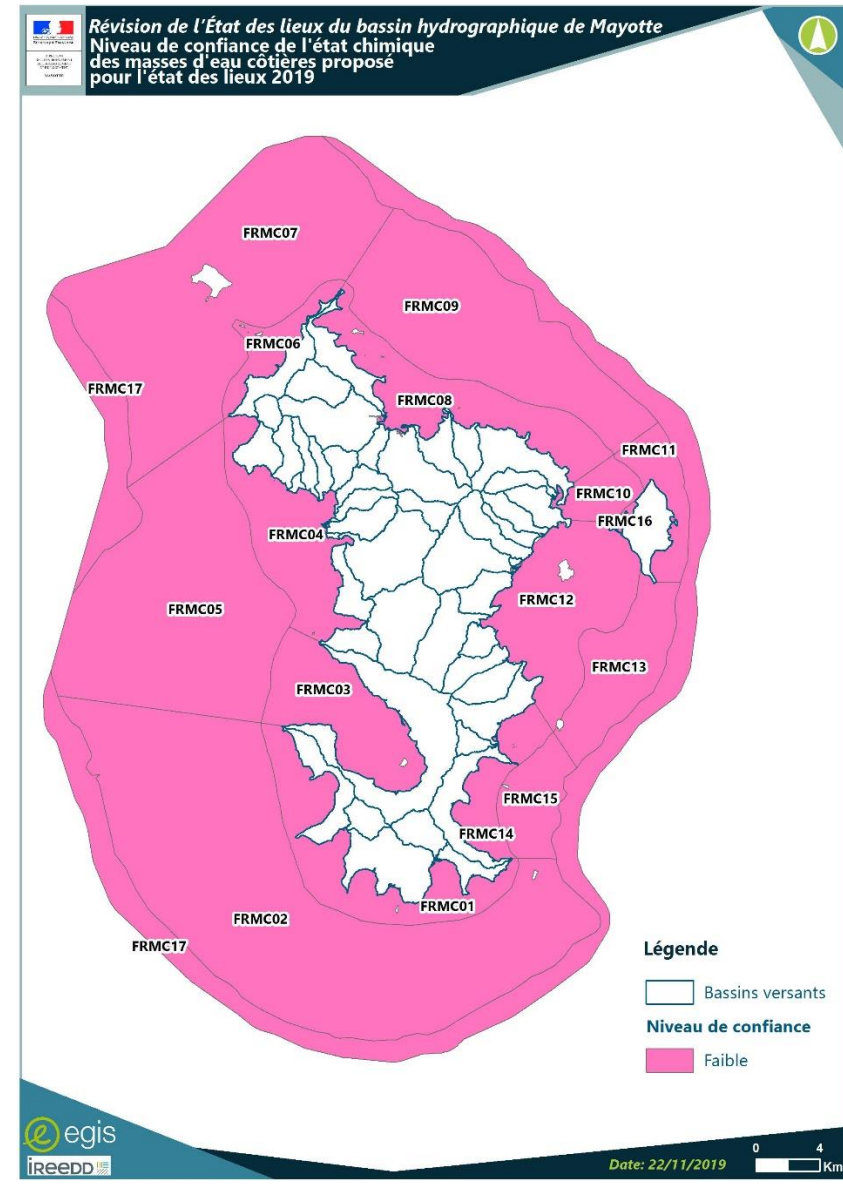 Révision de l'État des lieux du bassin hydrographique de Mayotte
Niveau de confiance de l'état chimique
des masses d'eau côtières proposé
pour l'état des lieux 2019
FRMC07
FRMC09
FRMC06
FRMC17
FRMC08
FRMC11
FRMC10
FRMC16
FRMC04
FRMC12
FRMC05
FRMC13
FRMC03
FRMC15
FRMC14
FRMC01
FRMC02
FRMC17
Légende
Bassins versants
Niveau de confiance
Faible
egis
iREEDD
Date: 22/11/2019
0 4
Km